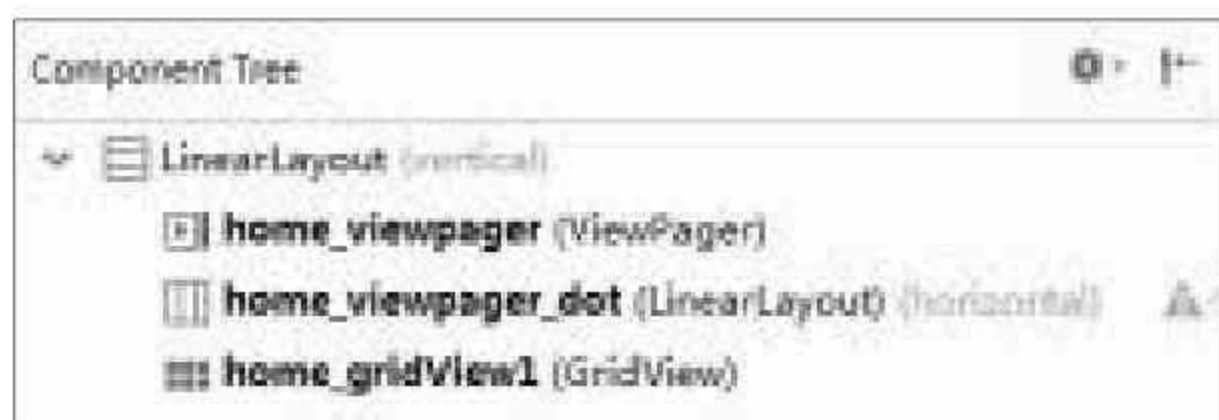 Component Tree
LinearLayout (vertical)
home_viewpager (ViewPager)
home_viewpager_dot (LinearLayout) (horizontal)
home_gridView1 (GridView)